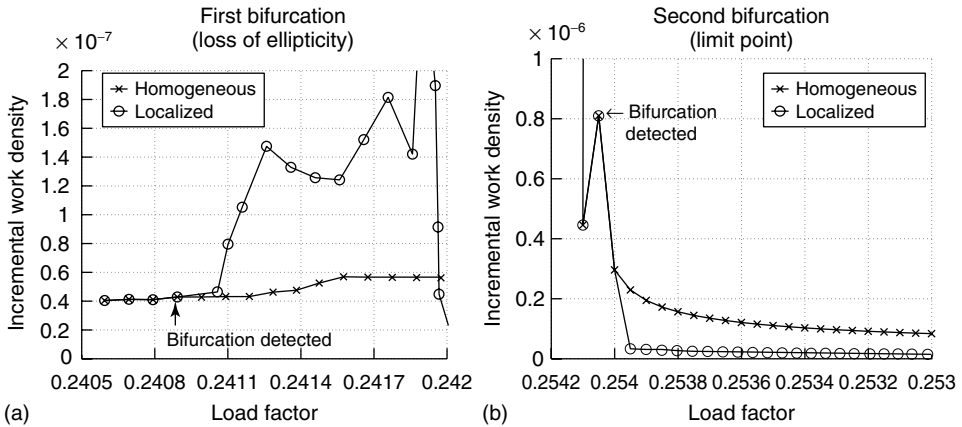 First bifurcation
(loss of ellipticity)
× 10⁻⁷
2
1.8
1.4
1.2
1
0.8
0.6
0.4
0.2
0
Incremental work density
Homogeneous
Localized
Bifurcation detected
0.2405 0.2408 0.2411 0.2414 0.2417 0.242
Load factor
(a)
Second bifurcation
(limit point)
× 10⁻⁶
1
0.8
0.6
0.4
0.2
0
Incremental work density
Homogeneous
Localized
Bifurcation
detected
0.2542 0.254 0.2538 0.2536 0.2534 0.2532 0.253
Load factor
(b)